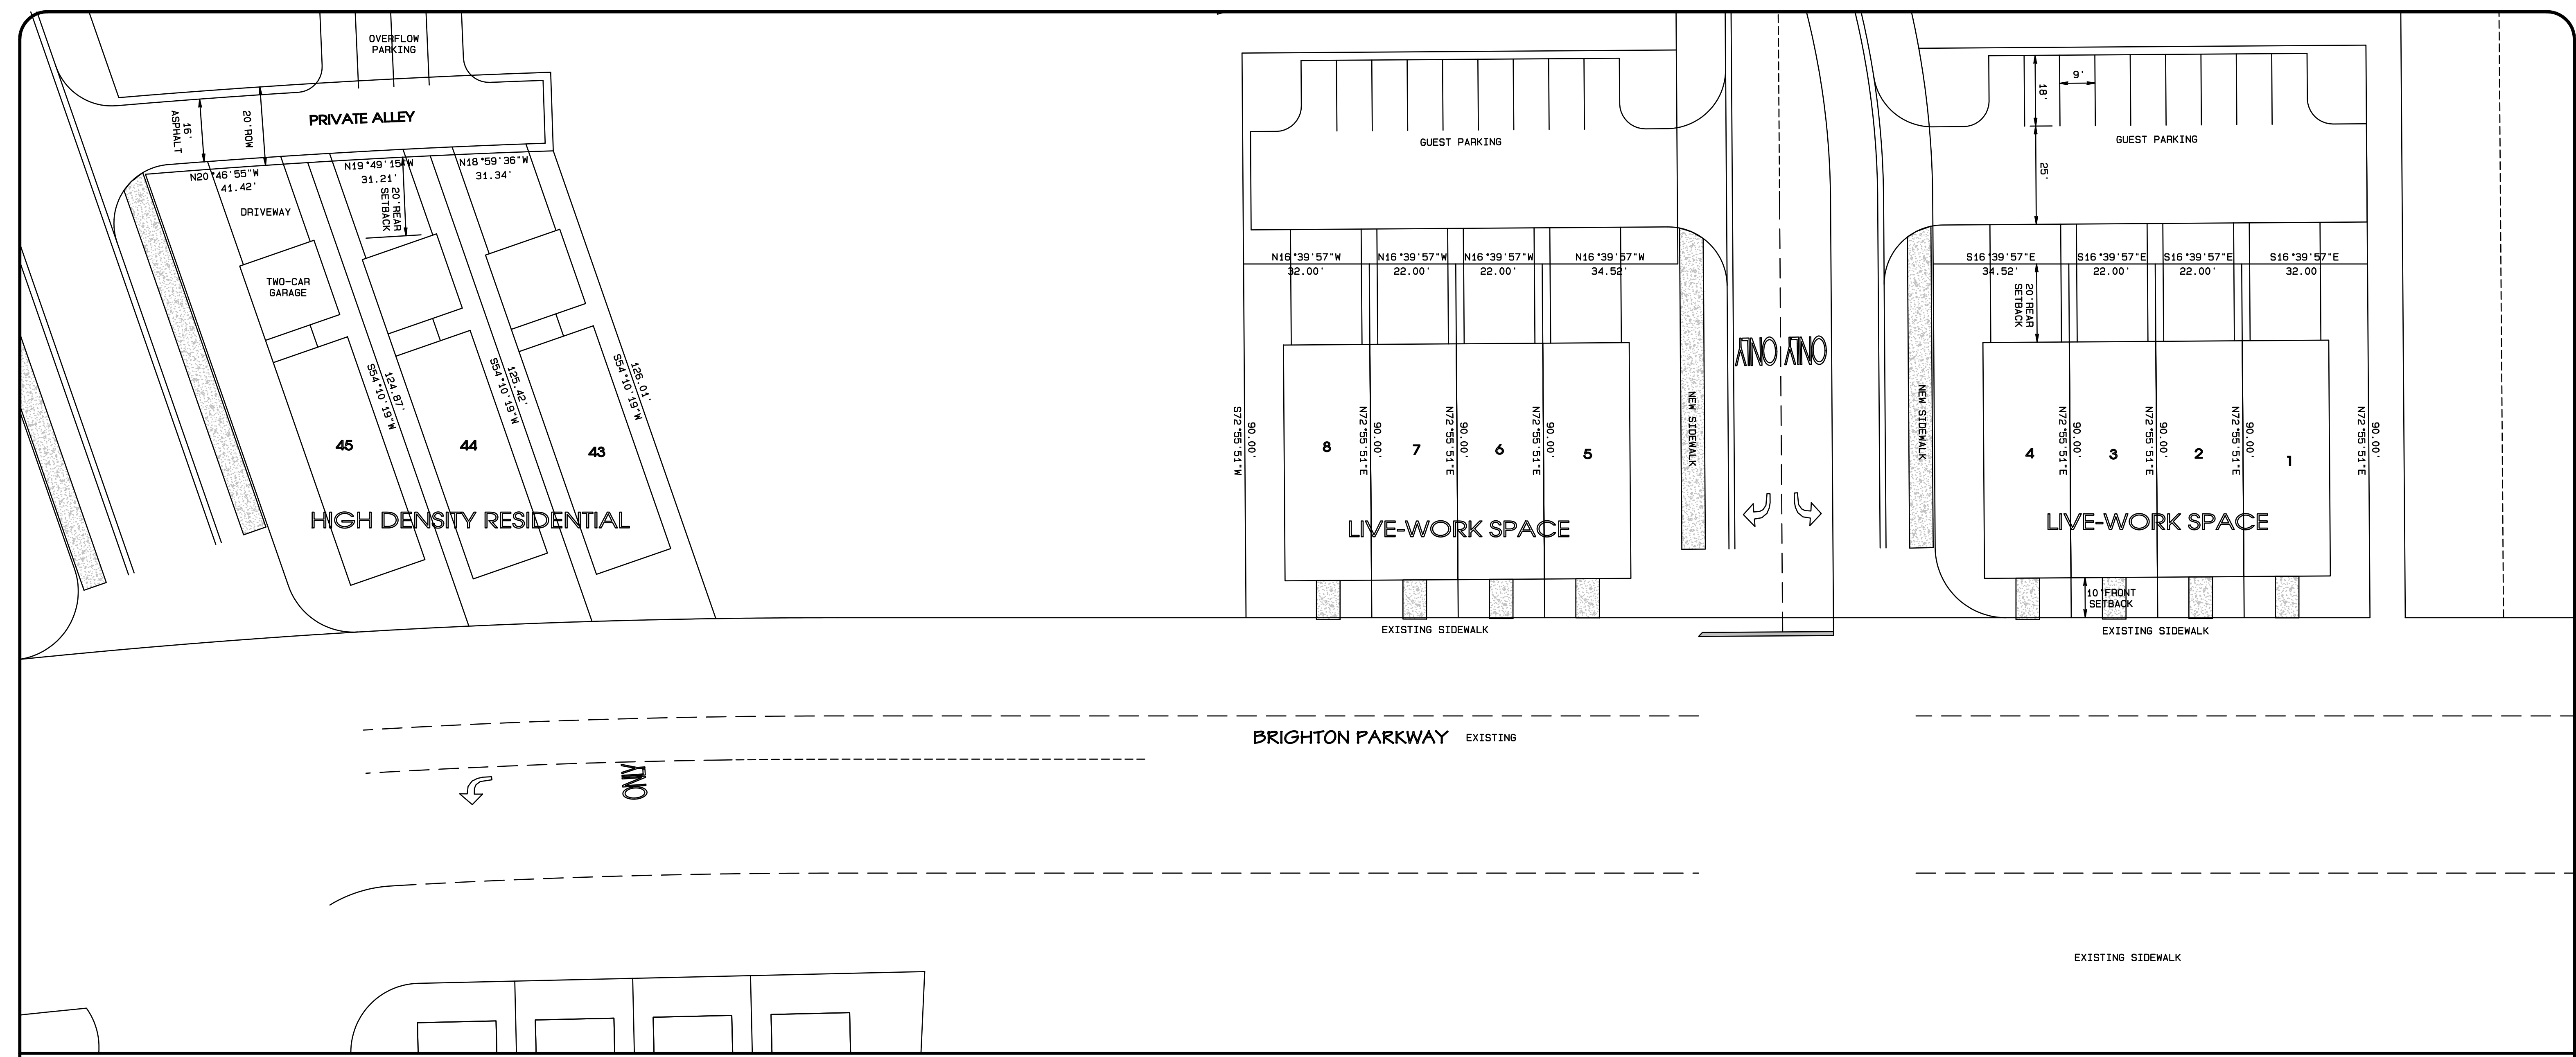 OVERFLOW
PARKING
PRIVATE ALLEY
16'
ASPHALT
20'ROW
N20°46'55"W
41.42'
N19°49'15"W
31.21'
N18°59'36"W
31.34'
20'REAR
SETBACK
DRIVEWAY
TWO-CAR
GARAGE
124.87'
S54°10'19"W
125.42'
S54°10'19"W
126.01'
S54°10'19"W
45
44
43
HIGH DENSITY RESIDENTIAL
GUEST PARKING
N16°39'57"W
32.00'
N16°39'57"W
22.00'
N16°39'57"W
22.00'
N16°39'57"W
34.52'
90.00'
S72°55'51"W
90.00'
N72°55'51"E
90.00'
N72°55'51"E
90.00'
N72°55'51"E
8
7
6
5
LIVE-WORK SPACE
NEW SIDEWALK
EXISTING SIDEWALK
ONLY
ONLY
NEW SIDEWALK
18'
9'
25'
GUEST PARKING
S16°39'57"E
34.52'
S16°39'57"E
22.00'
S16°39'57"E
22.00'
S16°39'57"E
32.00
20'REAR
SETBACK
90.00'
N72°55'51"E
90.00'
N72°55'51"E
90.00'
N72°55'51"E
90.00'
N72°55'51"E
4
3
2
1
LIVE-WORK SPACE
10'FRONT
SETBACK
EXISTING SIDEWALK
BRIGHTON PARKWAY EXISTING
ONLY
EXISTING SIDEWALK